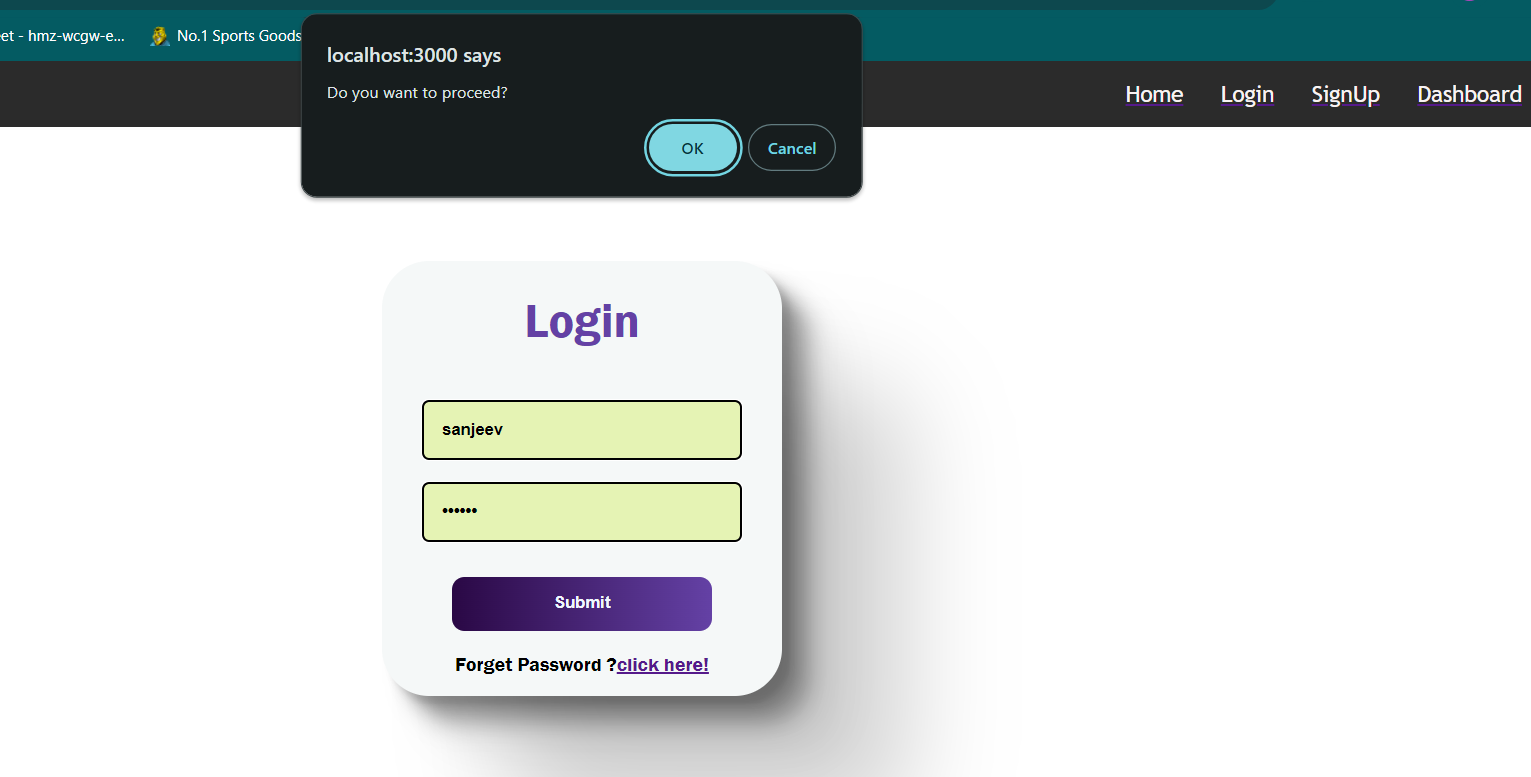 et - hmz-wcgw-e... No.1 Sports Goods
localhost:3000 says
Do you want to proceed?
OK Cancel
Home Login SignUp Dashboard
Login
sanjeev
••••••
Submit
Forget Password ?click here!